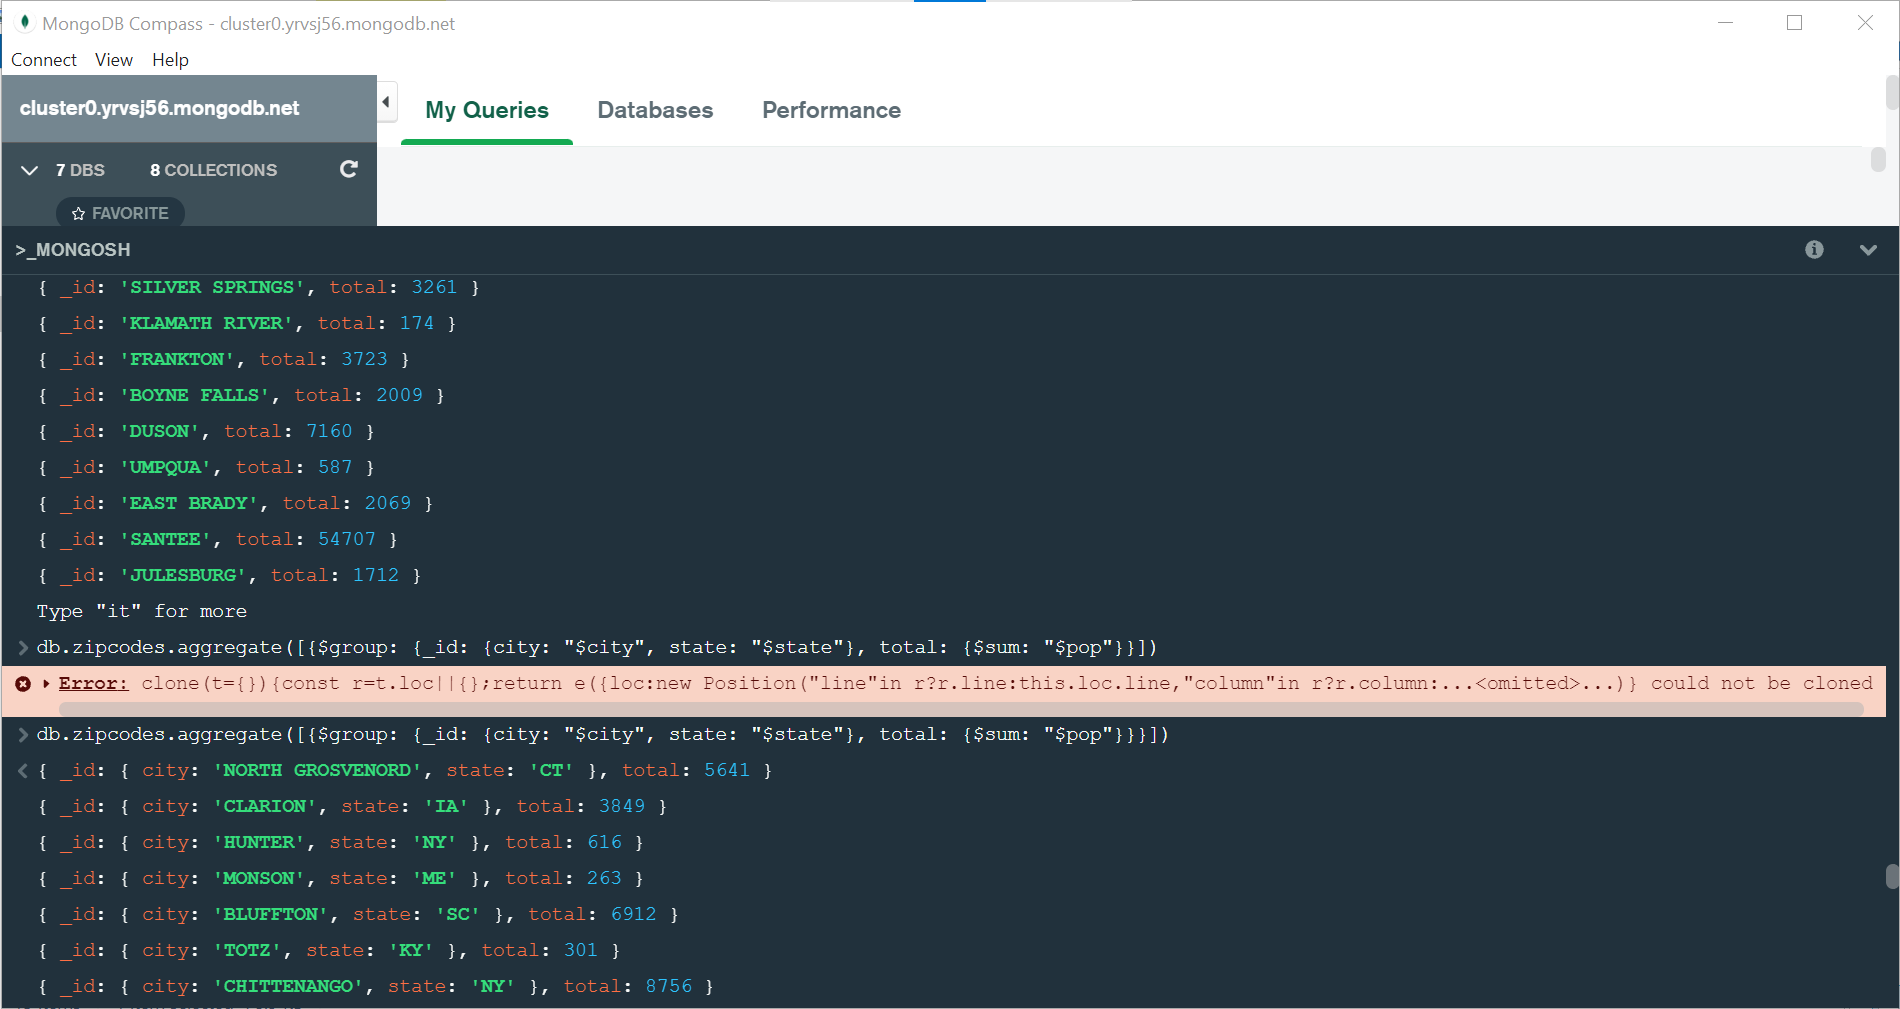 MongoDB Compass - cluster0.yrvsj56.mongodb.net
Connect View Help
cluster0.yrvsj56.mongodb.net
My Queries Databases Performance
7 DBS 8 COLLECTIONS
FAVORITE
>_MONGOSH
{ _id: 'SILVER SPRINGS', total: 3261 }
{ _id: 'KLAMATH RIVER', total: 174 }
{ _id: 'FRANKTON', total: 3723 }
{ _id: 'BOYNE FALLS', total: 2009 }
{ _id: 'DUSON', total: 7160 }
{ _id: 'UMPQUA', total: 587 }
{ _id: 'EAST BRADY', total: 2069 }
{ _id: 'SANTEE', total: 54707 }
{ _id: 'JULESBURG', total: 1712 }
Type "it" for more
> db.zipcodes.aggregate([{$group: {_id: {city: "$city", state: "$state"}, total: {$sum: "$pop"}}])
Error: clone(t={}){const r=t.loc||{};return e({loc:new Position("line"in r?r.line:this.loc.line,"column"in r?r.column:...<omitted>...)} could not be cloned
> db.zipcodes.aggregate([{$group: {_id: {city: "$city", state: "$state"}, total: {$sum: "$pop"}}}])
< { _id: { city: 'NORTH GROSVENORD', state: 'CT' }, total: 5641 }
{ _id: { city: 'CLARION', state: 'IA' }, total: 3849 }
{ _id: { city: 'HUNTER', state: 'NY' }, total: 616 }
{ _id: { city: 'MONSON', state: 'ME' }, total: 263 }
{ _id: { city: 'BLUFFTON', state: 'SC' }, total: 6912 }
{ _id: { city: 'TOTZ', state: 'KY' }, total: 301 }
{ _id: { city: 'CHITTENANGO', state: 'NY' }, total: 8756 }